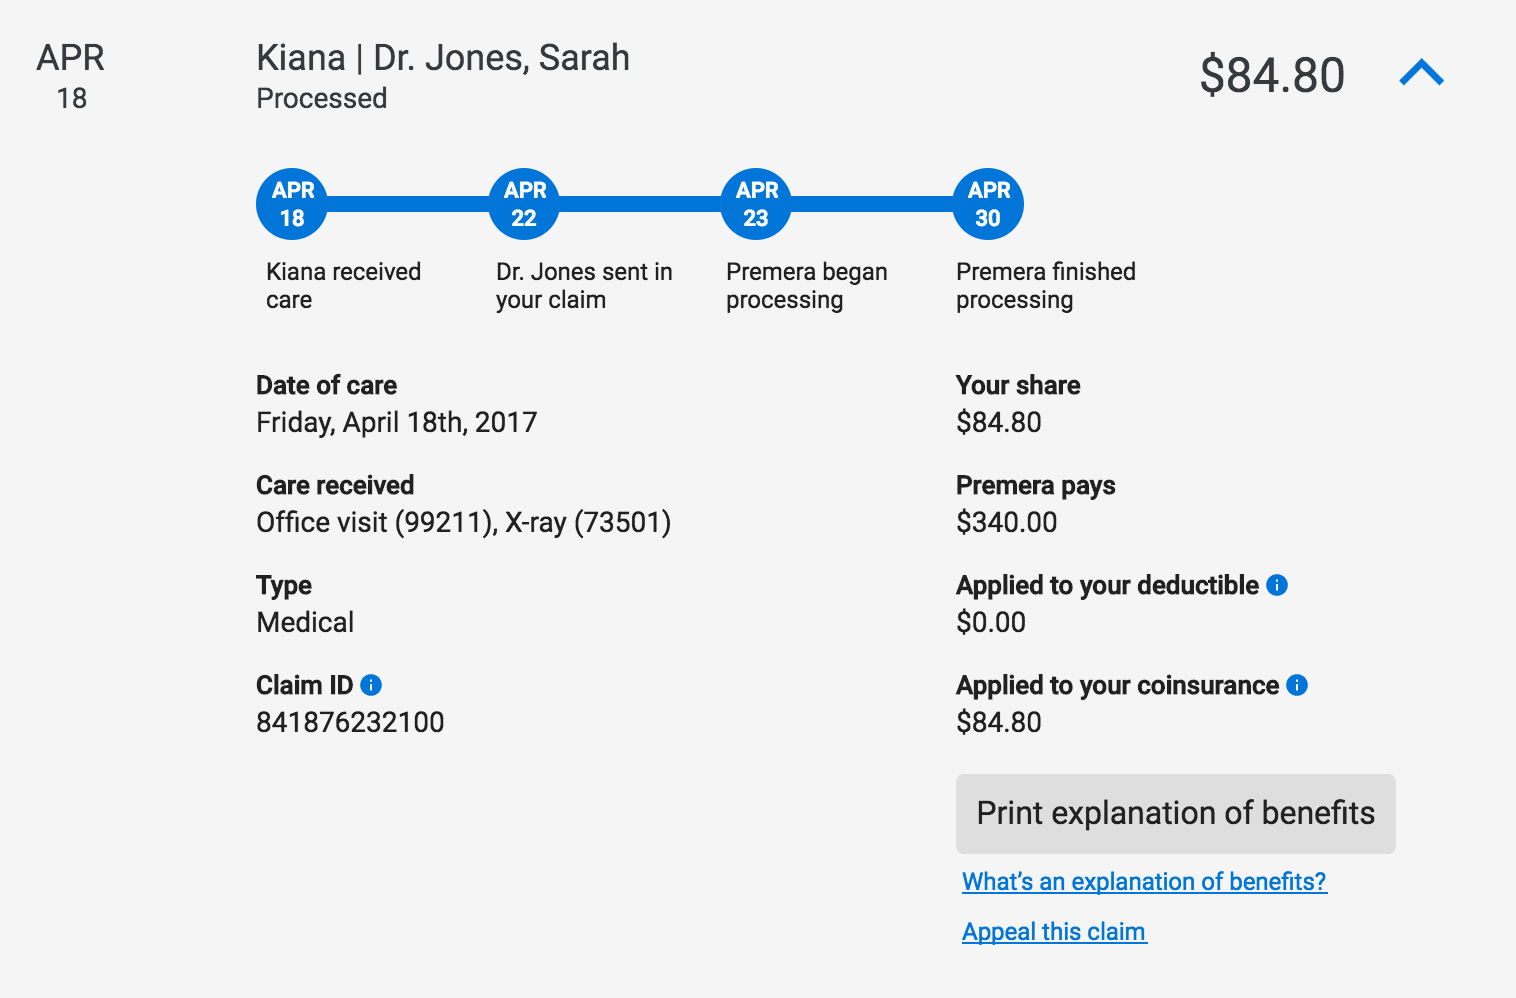 APR
18
Kiana | Dr. Jones, Sarah
Processed
$84.80
APR
18
APR
22
APR
23
APR
30
Kiana received
care
Dr. Jones sent in
your claim
Premera began
processing
Premera finished
processing
Date of care
Friday, April 18th, 2017
Care received
Office visit (99211), X-ray (73501)
Type
Medical
Claim ID
841876232100
Your share
$84.80
Premera pays
$340.00
Applied to your deductible
$0.00
Applied to your coinsurance
$84.80
Print explanation of benefits
What’s an explanation of benefits?
Appeal this claim